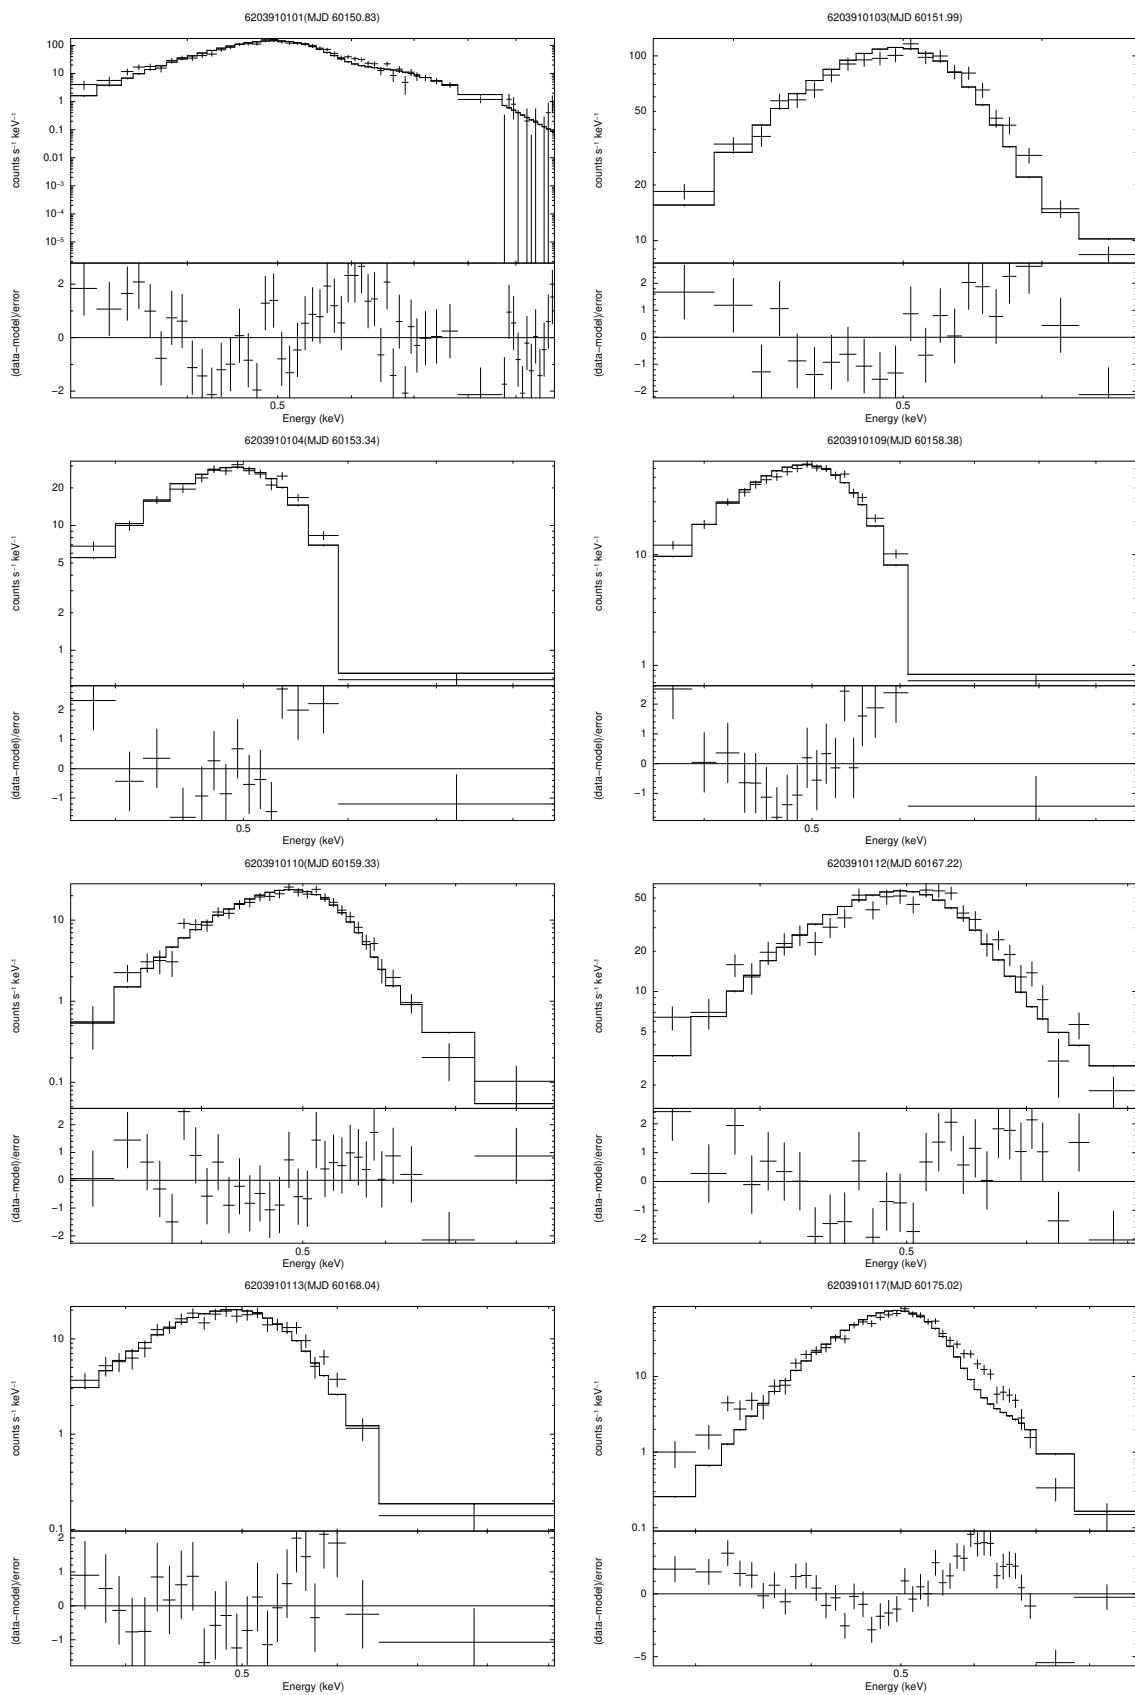 6203910101(MJD 60150.83)
100
10
1
0.1
0.01
10⁻³
10⁻⁴
10⁻⁵
counts s⁻¹ keV⁻¹
2
0
−2
(data−model)/error
0.5
Energy (keV)
6203910103(MJD 60151.99)
100
50
20
10
counts s⁻¹ keV⁻¹
2
1
0
−1
−2
(data−model)/error
0.5
Energy (keV)
6203910104(MJD 60153.34)
20
10
5
2
1
counts s⁻¹ keV⁻¹
2
1
0
−1
(data−model)/error
0.5
Energy (keV)
6203910109(MJD 60158.38)
10
1
counts s⁻¹ keV⁻¹
2
1
0
−1
(data−model)/error
0.5
Energy (keV)
6203910110(MJD 60159.33)
10
1
0.1
counts s⁻¹ keV⁻¹
2
1
0
−1
−2
(data−model)/error
0.5
Energy (keV)
6203910112(MJD 60167.22)
50
20
10
5
2
counts s⁻¹ keV⁻¹
2
1
0
−1
−2
(data−model)/error
0.5
Energy (keV)
6203910113(MJD 60168.04)
10
1
0.1
counts s⁻¹ keV⁻¹
2
1
0
−1
(data−model)/error
0.5
Energy (keV)
6203910117(MJD 60175.02)
10
1
0.1
counts s⁻¹ keV⁻¹
0
−5
(data−model)/error
0.5
Energy (keV)